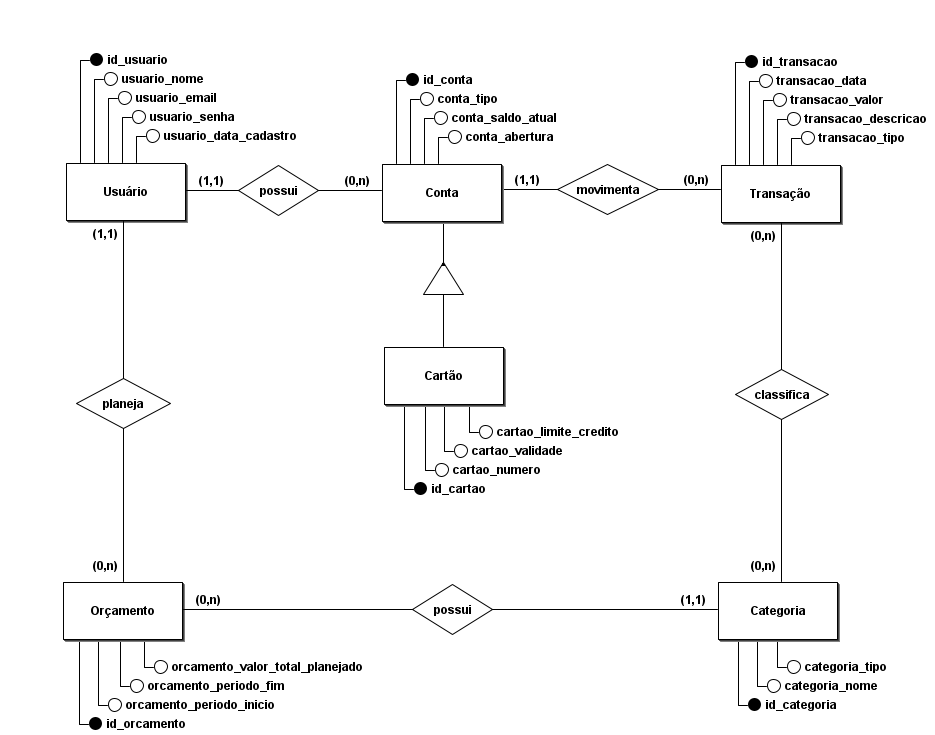 id_usuario
usuario_nome
usuario_email
usuario_senha
usuario_data_cadastro
Usuário
(1,1)
possui
(0,n)
id_conta
conta_tipo
conta_saldo_atual
conta_abertura
Conta
(1,1)
movimenta
(0,n)
id_transacao
transacao_data
transacao_valor
transacao_descricao
transacao_tipo
Transação
(1,1)
(0,n)
Cartão
cartao_limite_credito
cartao_validade
cartao_numero
id_cartao
planeja
classifica
(0,n)
(0,n)
Orçamento
(0,n)
possui
(1,1)
Categoria
orcamento_valor_total_planejado
orcamento_periodo_fim
orcamento_periodo_inicio
id_orcamento
categoria_tipo
categoria_nome
id_categoria